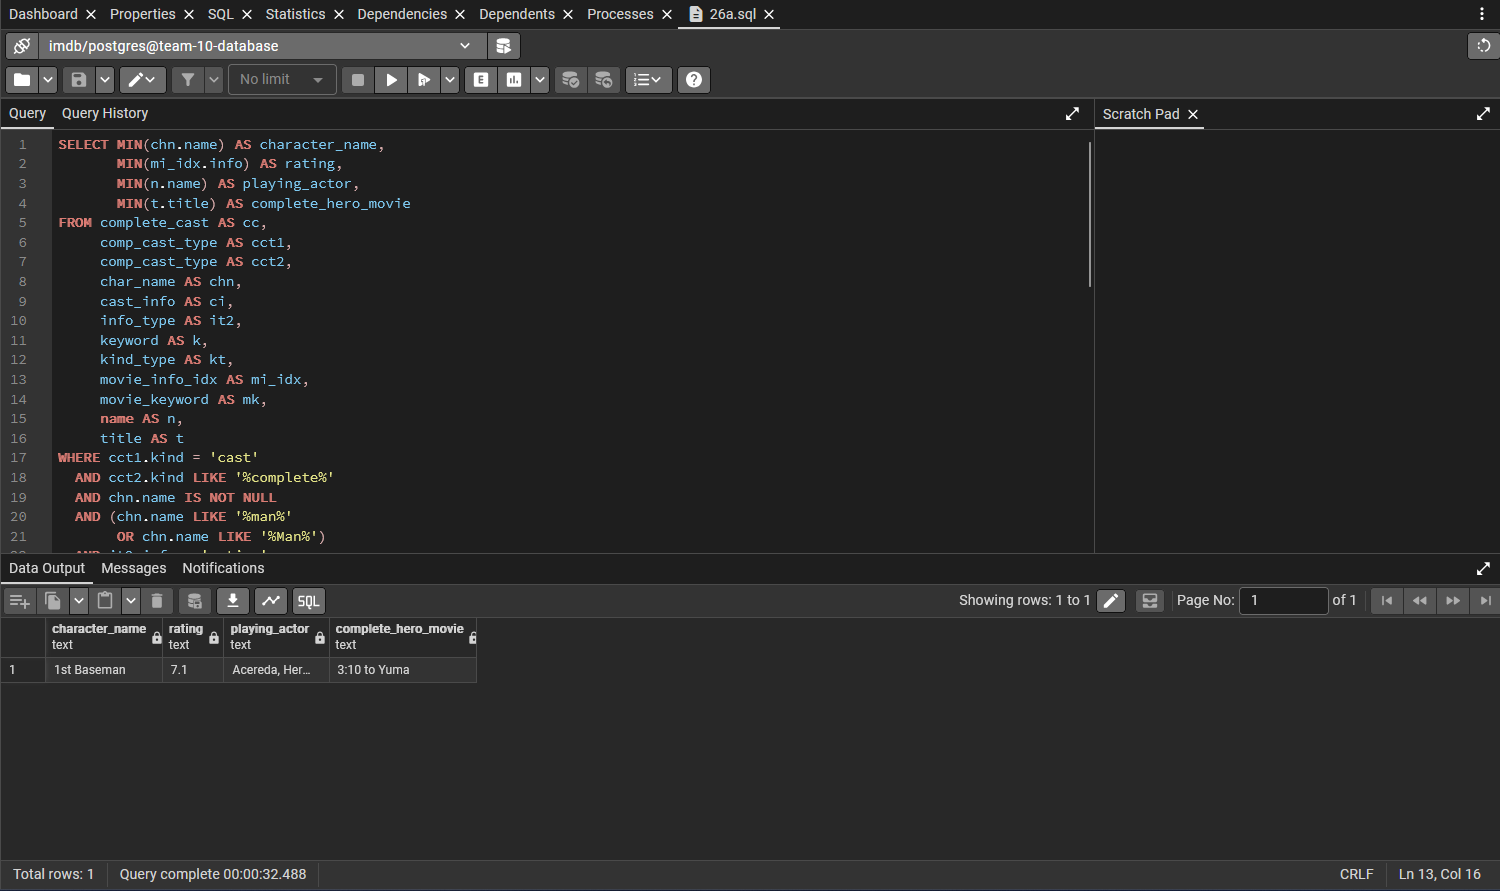 Dashboard Properties SQL Statistics Dependencies Dependents Processes 26a.sql
imdb/postgres@team-10-database
No limit E
Query Query History Scratch Pad
1 SELECT MIN(chn.name) AS character_name,
2 MIN(mi_idx.info) AS rating,
3 MIN(n.name) AS playing_actor,
4 MIN(t.title) AS complete_hero_movie
5 FROM complete_cast AS cc,
6 comp_cast_type AS cct1,
7 comp_cast_type AS cct2,
8 char_name AS chn,
9 cast_info AS ci,
10 info_type AS it2,
11 keyword AS k,
12 kind_type AS kt,
13 movie_info_idx AS mi_idx,
14 movie_keyword AS mk,
15 name AS n,
16 title AS t
17 WHERE cct1.kind = 'cast'
18 AND cct2.kind LIKE '%complete%'
19 AND chn.name IS NOT NULL
20 AND (chn.name LIKE '%man%'
21 OR chn.name LIKE '%Man%')
Data Output Messages Notifications
SQL Showing rows: 1 to 1 Page No: 1 of 1
character_name rating playing_actor complete_hero_movie
text text text text
1 1st Baseman 7.1 Acereda, Her... 3:10 to Yuma
Total rows: 1 Query complete 00:00:32.488 CRLF Ln 13, Col 16